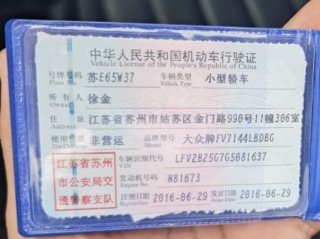 中华人民共和国机动车行驶证
Vehicle License of the People's Republic of China
号牌号码 苏E65W37 车辆类型 小型轿车
Plate No. Vehicle Type
所有人 徐金
Owner
住址 江苏省苏州市姑苏区金门路990号11幢306室
Address
使用性质 非营运 品牌型号 大众牌FV7144LBDBG
江苏省苏州市公安局交通警察支队
车辆识别代号 LFV2B25G7G5081637
VIN
发动机号码 N81673
Engine No.
注册日期 2016-06-29 发证日期 2016-06-29
Register Date Issue Date